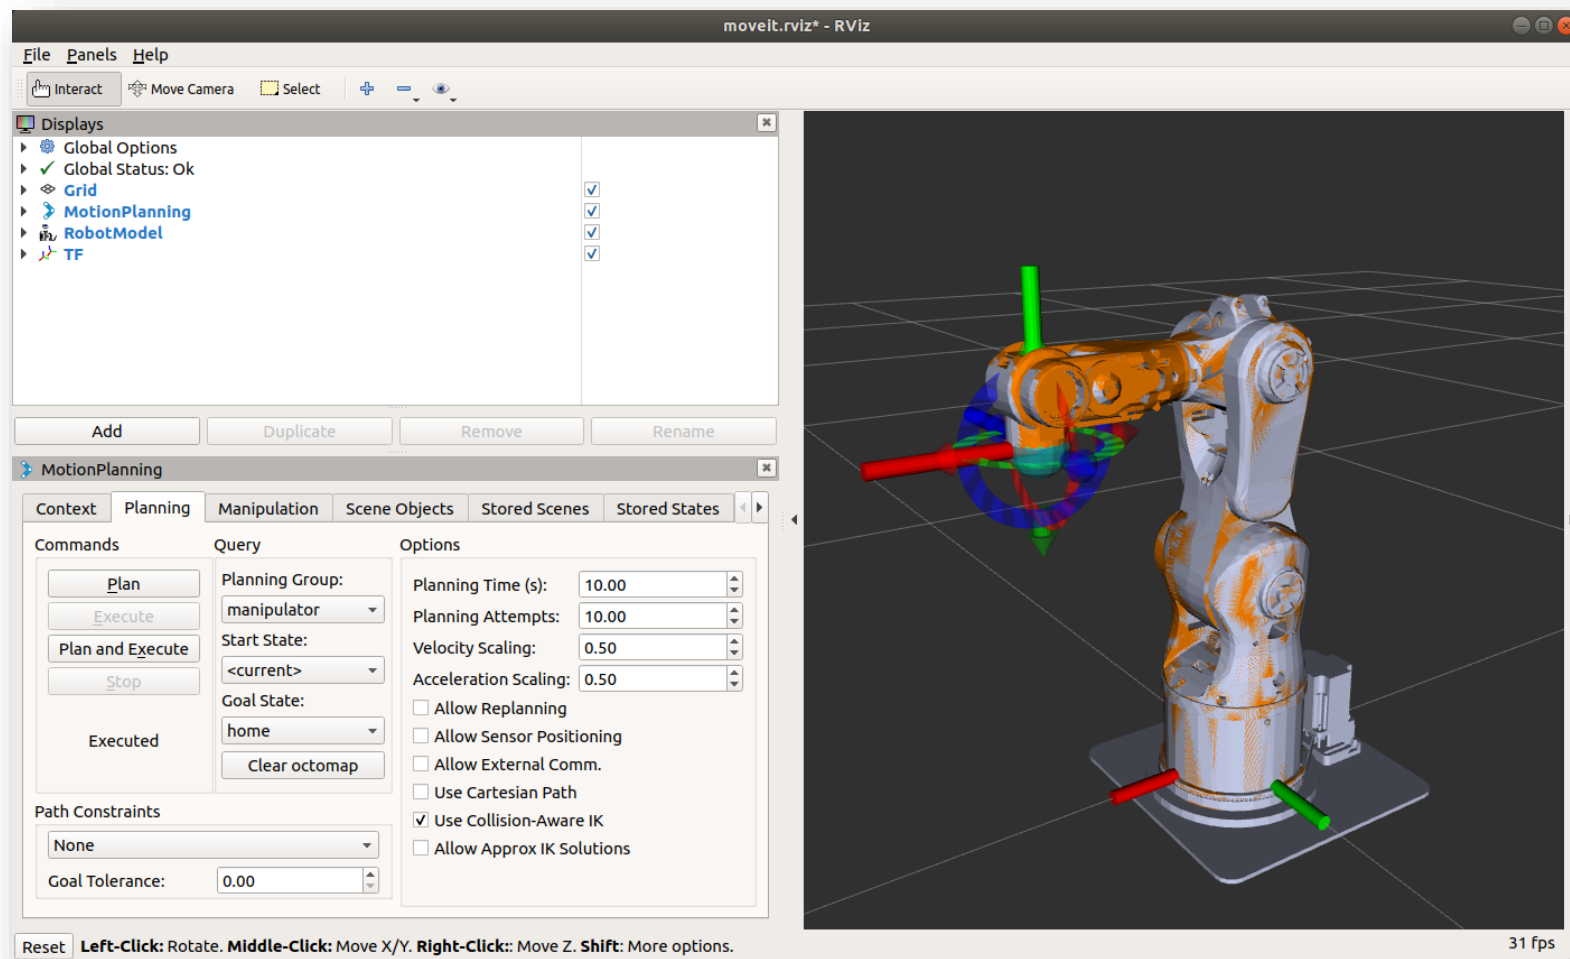 moveit.rviz* - RViz
File Panels Help
Interact Move Camera Select
Displays
Global Options
Global Status: Ok
Grid
MotionPlanning
RobotModel
TF
Add Duplicate Remove Rename
MotionPlanning
Context Planning Manipulation Scene Objects Stored Scenes Stored States
Commands Query Options
Plan Planning Group: Planning Time (s): 10.00
Execute manipulator Planning Attempts: 10.00
Plan and Execute Start State: Velocity Scaling: 0.50
Stop <current> Acceleration Scaling: 0.50
Goal State: Allow Replanning
Executed home Allow Sensor Positioning
Clear octomap Allow External Comm.
Use Cartesian Path
Path Constraints Use Collision-Aware IK
None Allow Approx IK Solutions
Goal Tolerance: 0.00
Reset Left-Click: Rotate. Middle-Click: Move X/Y. Right-Click:: Move Z. Shift: More options. 31 fps